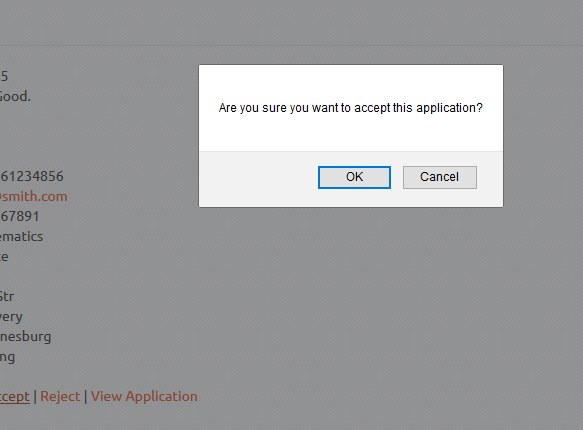 5
Good.
Are you sure you want to accept this application?
OK Cancel
61234856
@smith.com
67891
ematics
te
Str
very
nesburg
ng
ccept | Reject | View Application